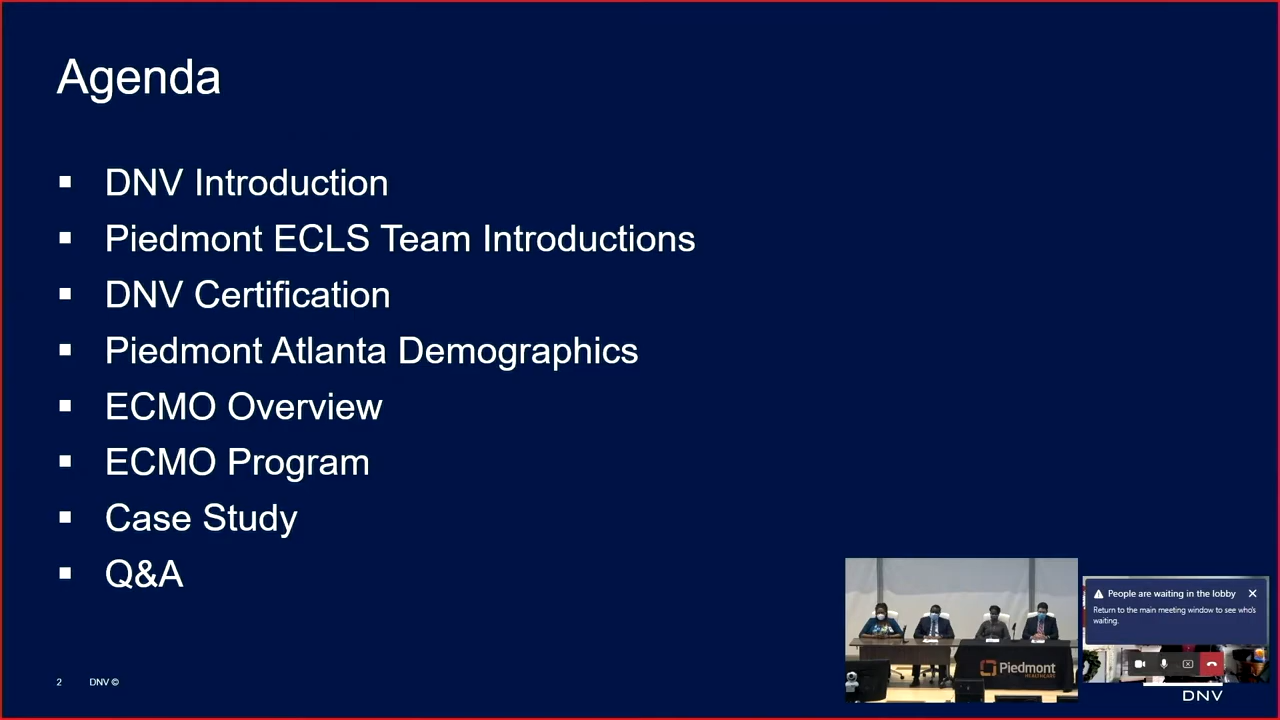 Agenda
▪ DNV Introduction
▪ Piedmont ECLS Team Introductions
▪ DNV Certification
▪ Piedmont Atlanta Demographics
▪ ECMO Overview
▪ ECMO Program
▪ Case Study
▪ Q&A
People are waiting in the lobby
Return to the main meeting window to see who's
waiting.
Piedmont
HEALTHCARE
2 DNV ©
DNV